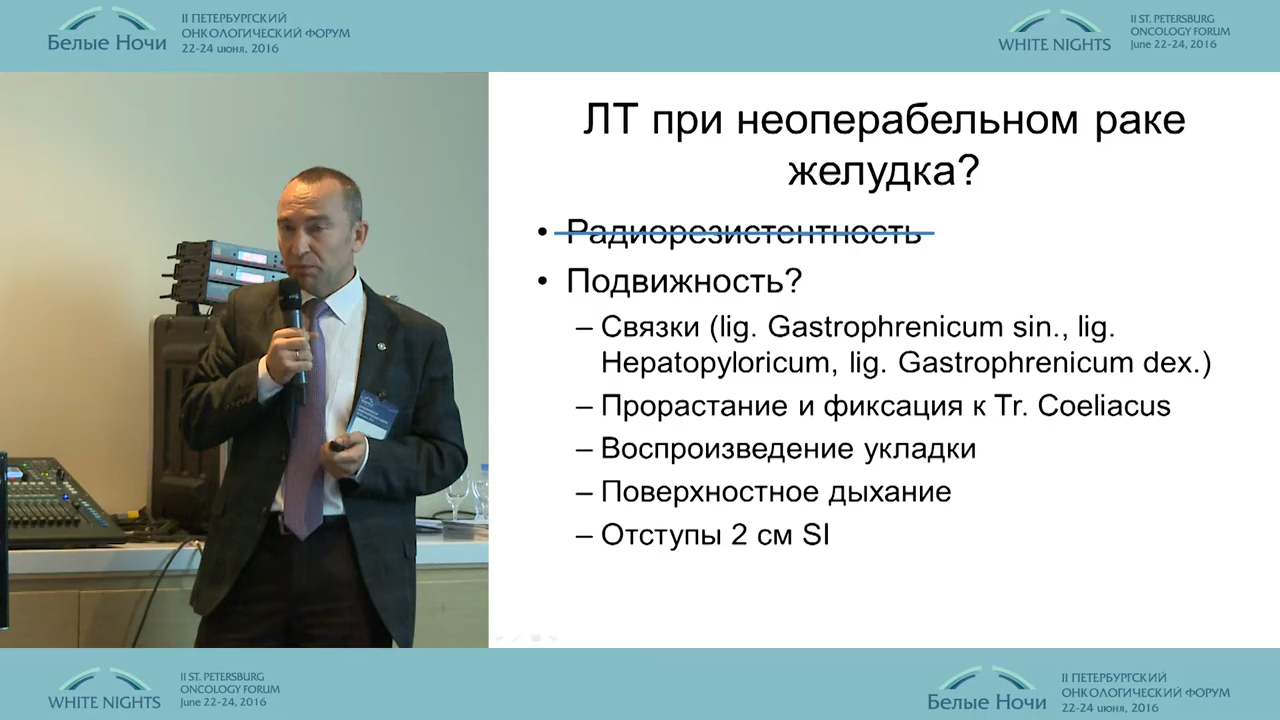 Белые Ночи
II ПЕТЕРБУРГСКИЙ
ОНКОЛОГИЧЕСКИЙ ФОРУМ
22-24 июня, 2016
WHITE NIGHTS
II ST. PETERSBURG
ONCOLOGY FORUM
June 22-24, 2016
ЛТ при неоперабельном раке
желудка?
• Радиорезистентность
• Подвижность?
– Связки (lig. Gastrophrenicum sin., lig.
Hepatopyloricum, lig. Gastrophrenicum dex.)
– Прорастание и фиксация к Tr. Coeliacus
– Воспроизведение укладки
– Поверхностное дыхание
– Отступы 2 см SI
WHITE NIGHTS
II ST. PETERSBURG
ONCOLOGY FORUM
June 22-24, 2016
Белые Ночи
II ПЕТЕРБУРГСКИЙ
ОНКОЛОГИЧЕСКИЙ ФОРУМ
22-24 июня, 2016